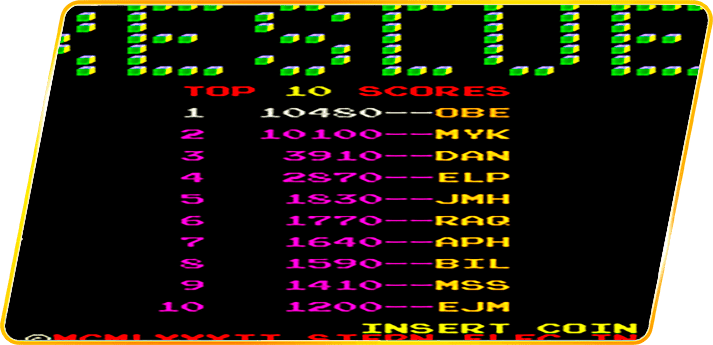 RESCUE
TOP 10 SCORES
1 10480--OBE
2 10100--MYK
3 3910--DAN
4 2870--ELP
5 1830--JMH
6 1770--RAQ
7 1640--APH
8 1590--BIL
9 1410--MSS
10 1200--EJM
INSERT COIN
©MCMLXXXII STERN ELEC IN